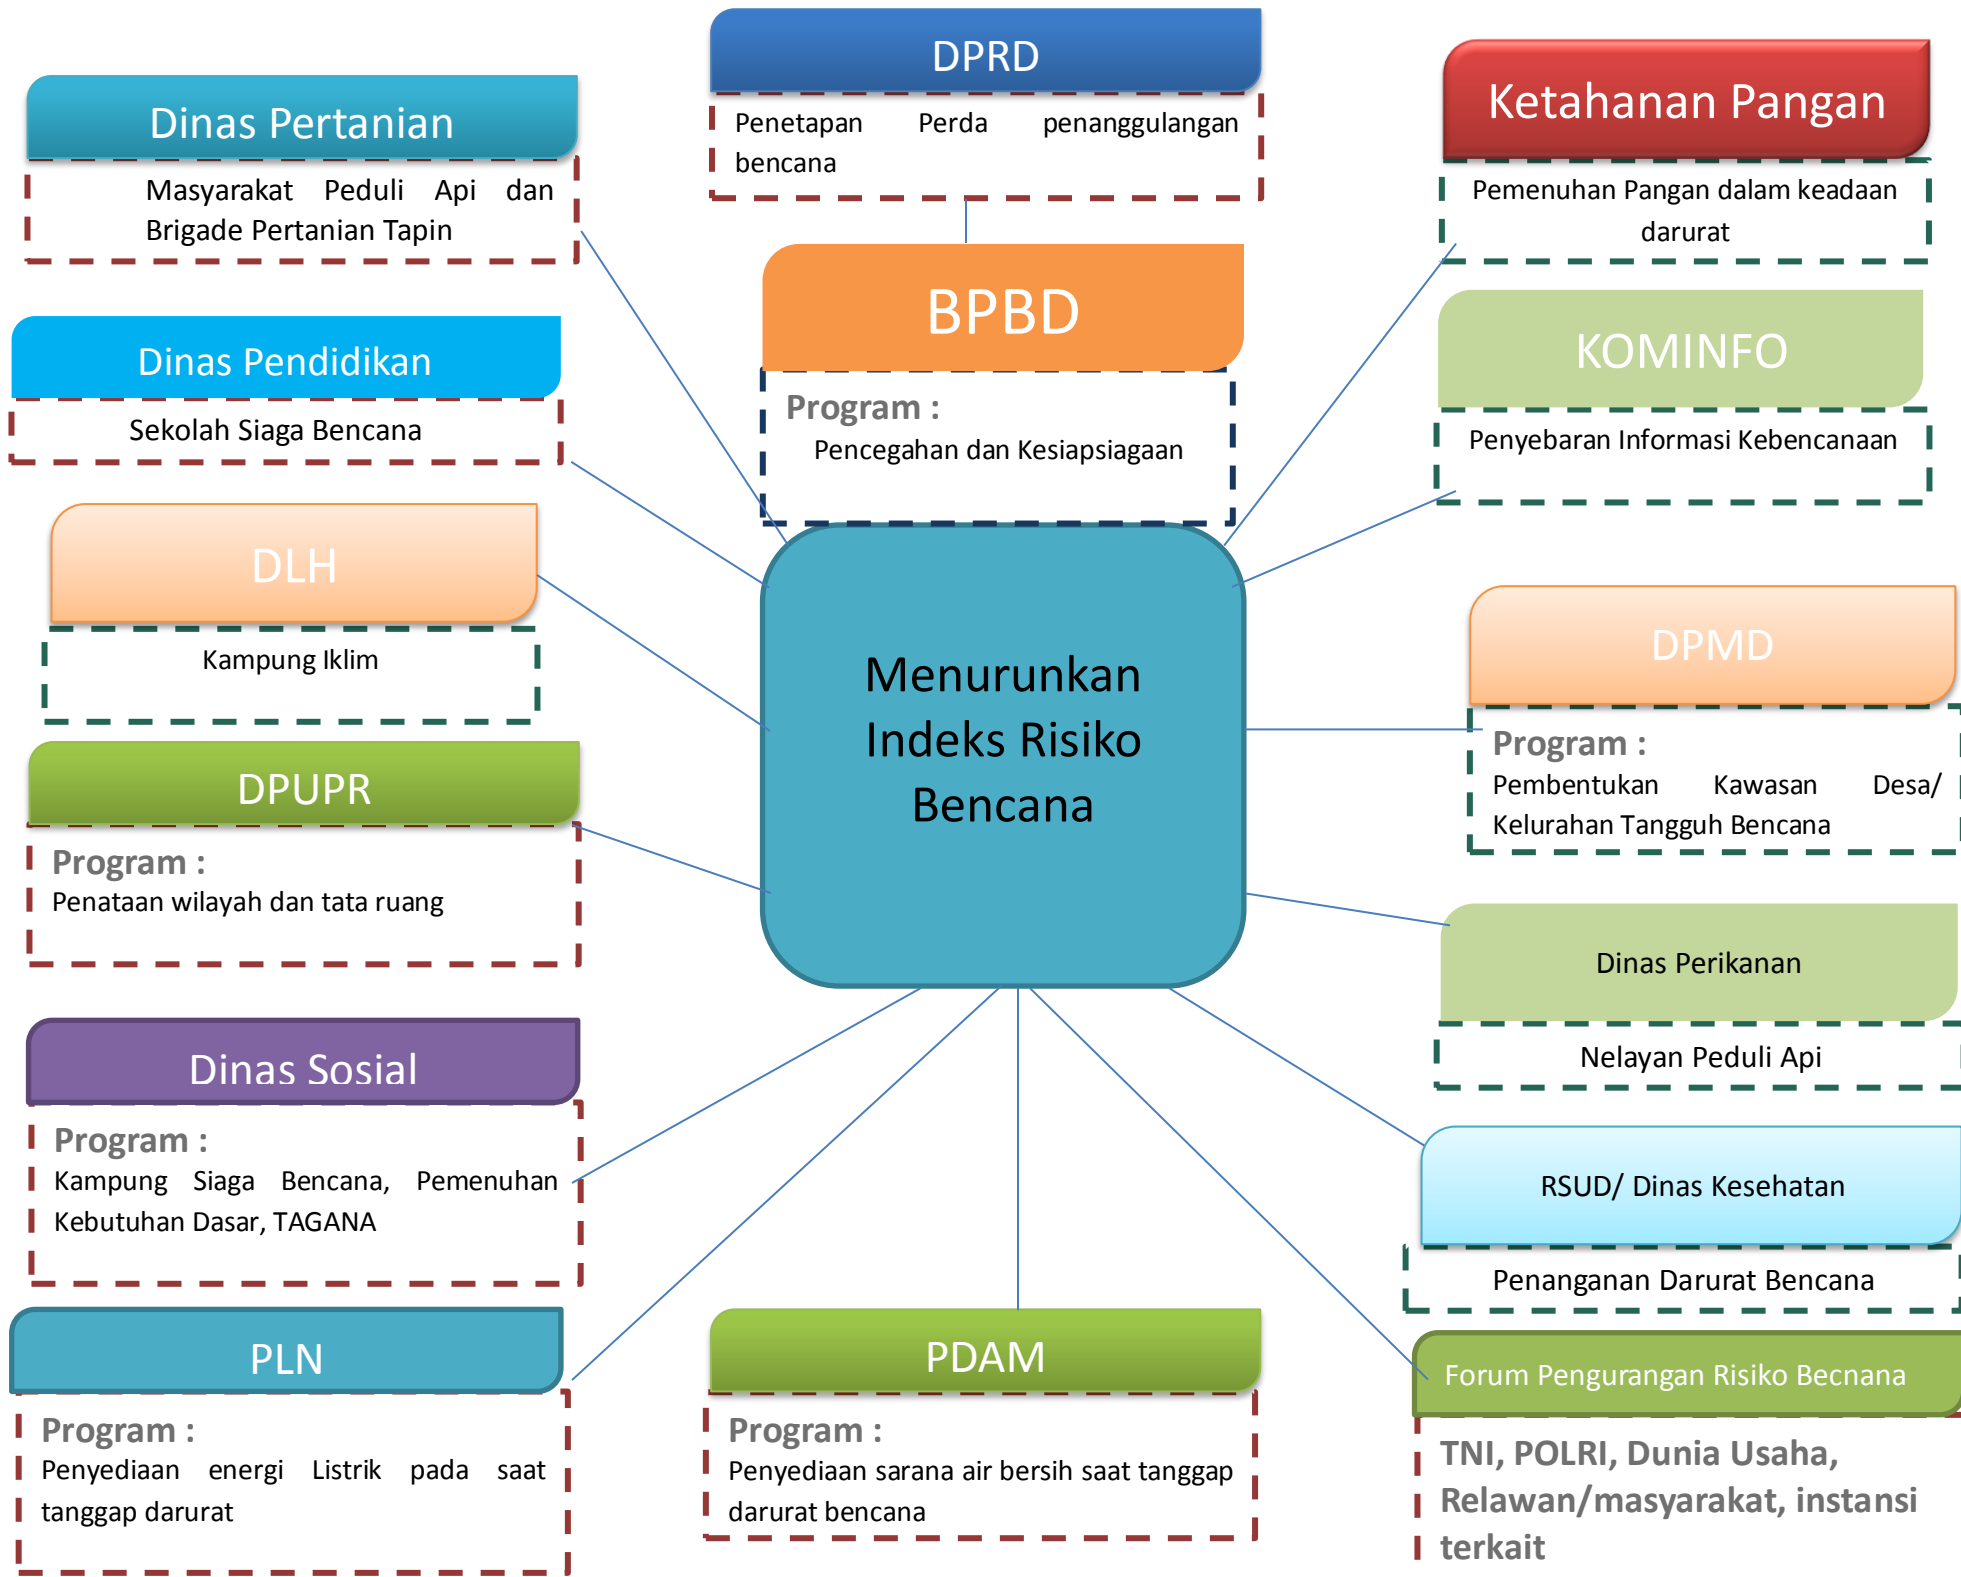 DPRD
Penetapan Perda penanggulangan
bencana
Dinas Pertanian
Masyarakat Peduli Api dan
Brigade Pertanian Tapin
Ketahanan Pangan
Pemenuhan Pangan dalam keadaan
darurat
BPBD
Program :
Pencegahan dan Kesiapsiagaan
Dinas Pendidikan
Sekolah Siaga Bencana
KOMINFO
Penyebaran Informasi Kebencanaan
DLH
Kampung Iklim
Menurunkan
Indeks Risiko
Bencana
DPMD
Program :
Pembentukan Kawasan Desa/
Kelurahan Tangguh Bencana
DPUPR
Program :
Penataan wilayah dan tata ruang
Dinas Perikanan
Nelayan Peduli Api
Dinas Sosial
Program :
Kampung Siaga Bencana, Pemenuhan
Kebutuhan Dasar, TAGANA
RSUD/ Dinas Kesehatan
Penanganan Darurat Bencana
PLN
Program :
Penyediaan energi Listrik pada saat
tanggap darurat
PDAM
Program :
Penyediaan sarana air bersih saat tanggap
darurat bencana
Forum Pengurangan Risiko Becnana
TNI, POLRI, Dunia Usaha,
Relawan/masyarakat, instansi
terkait